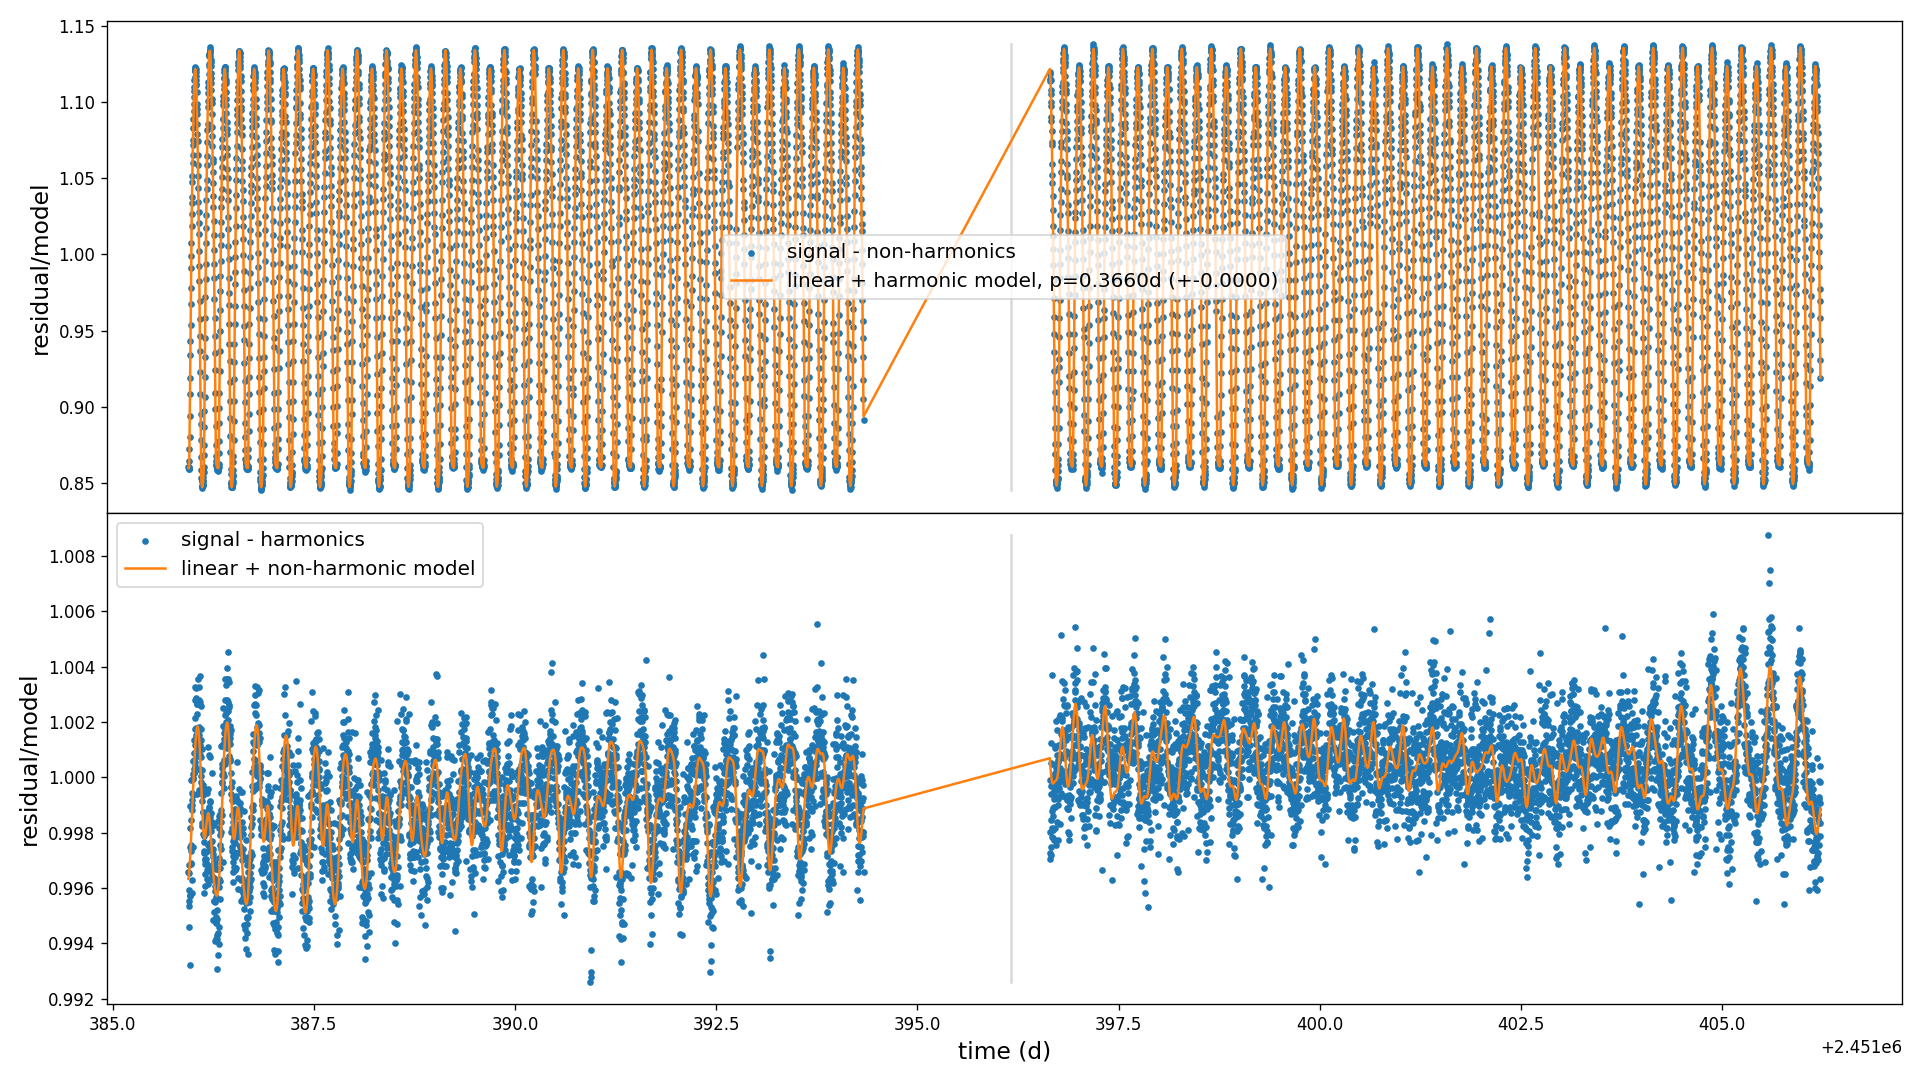 1.15
1.10
1.05
1.00
0.95
0.90
0.85
residual/model
signal - non-harmonics
linear + harmonic model, p=0.3660d (+-0.0000)
signal - harmonics
linear + non-harmonic model
1.008
1.006
1.004
1.002
1.000
0.998
0.996
0.994
0.992
residual/model
385.0 387.5 390.0 392.5 395.0 397.5 400.0 402.5 405.0
time (d)
+2.451e6